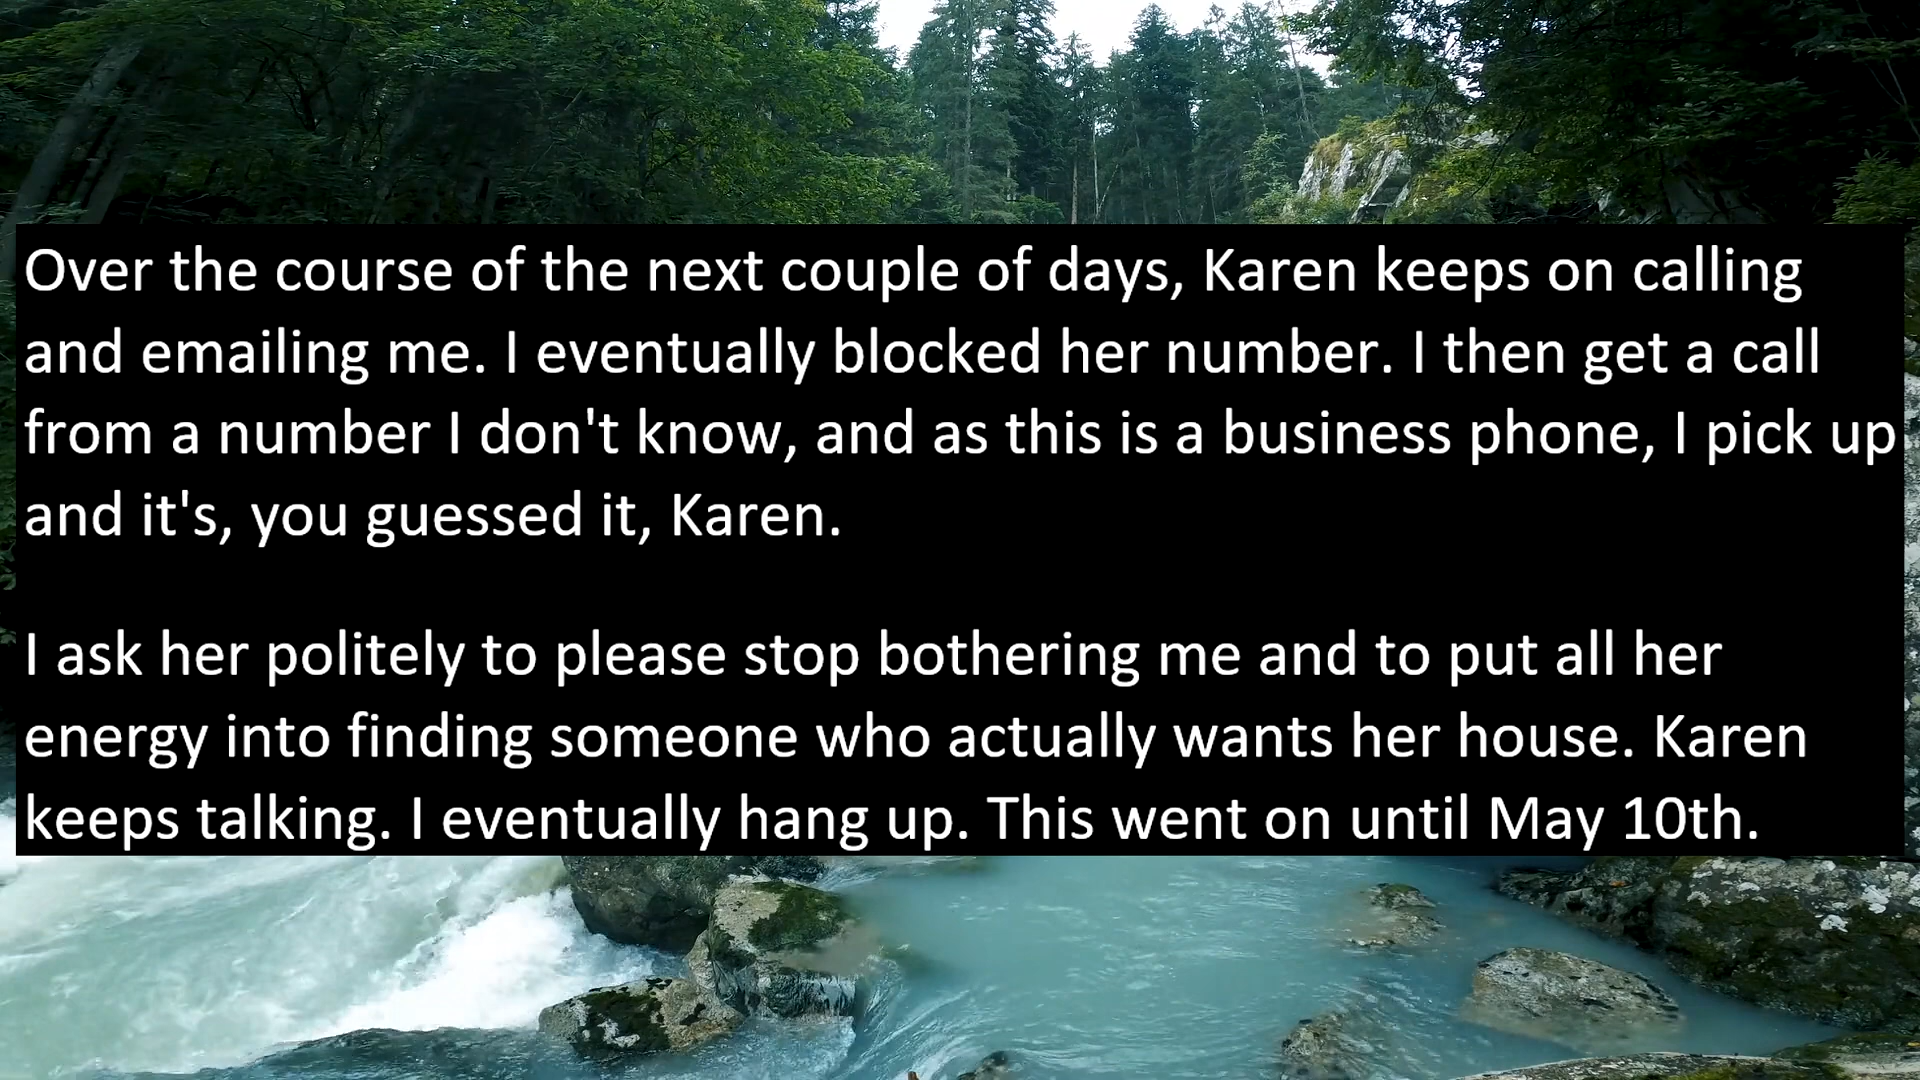 Over the course of the next couple of days, Karen keeps on calling
and emailing me. I eventually blocked her number. I then get a call
from a number I don't know, and as this is a business phone, I pick up
and it's, you guessed it, Karen.
I ask her politely to please stop bothering me and to put all her
energy into finding someone who actually wants her house. Karen
keeps talking. I eventually hang up. This went on until May 10th.